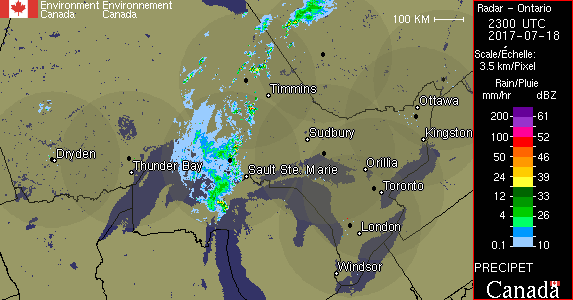 Environment Environnement
Canada Canada
100 KM
Timmins
Ottawa
Sudbury
Kingston
Dryden
Thunder Bay
Sault Ste. Marie
Orillia
Toronto
London
Windsor
Radar - Ontario
2300 UTC
2017-07-18
Scale/Échelle:
3.5 km/Pixel
Rain/Pluie
mm/hr dBZ
200 61
100 52
50 46
24 39
12 33
4 26
0.1 10
PRECIPET
Canada